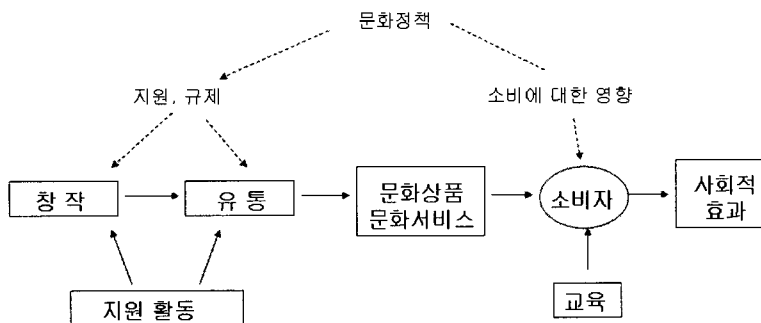 문화정책
지원, 규제
소비에 대한 영향
창 작
유 통
문화상품
문화서비스
소비자
사회적
효과
지원 활동
교육